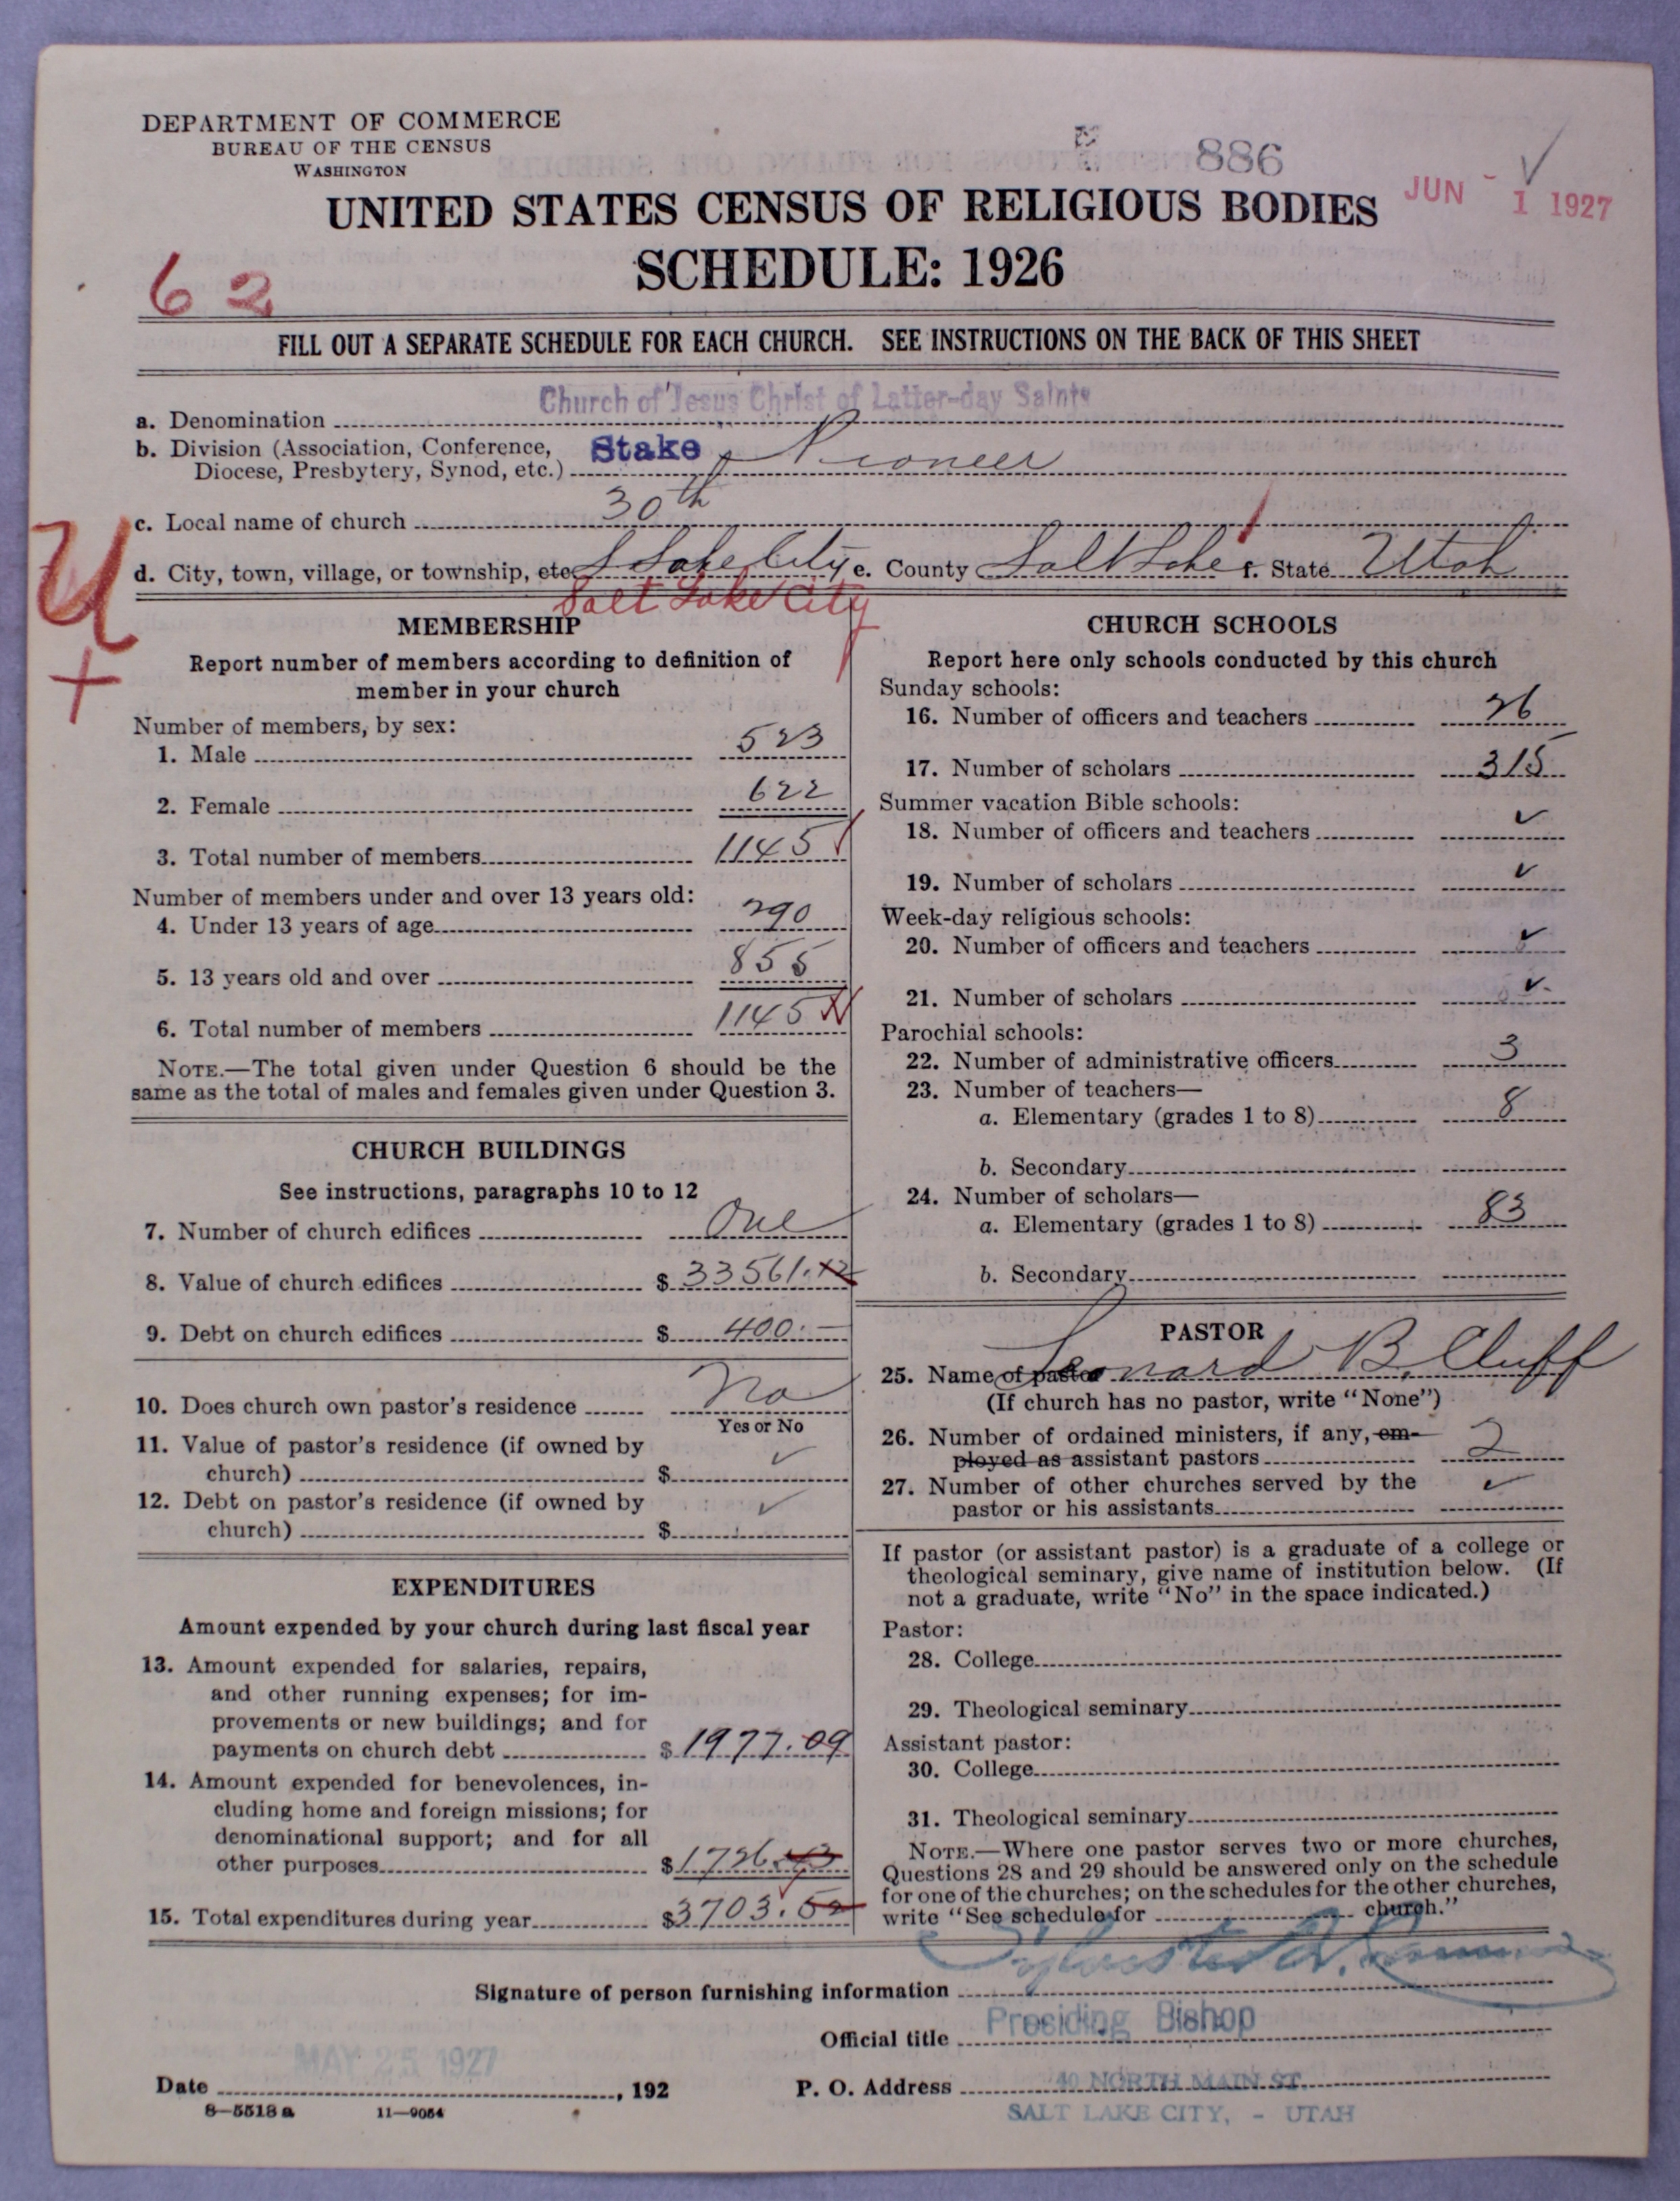 DEPARTMENT OF COMMERCE
BUREAU OF THE CENSUS
WASHINGTON
886
JUN - 1 1927
UNITED STATES CENSUS OF RELIGIOUS BODIES
SCHEDULE: 1926
62
FILL OUT A SEPARATE SCHEDULE FOR EACH CHURCH. SEE INSTRUCTIONS ON THE BACK OF THIS SHEET
a. Denomination Church of Jesus Christ of Latter-day Saints
b. Division (Association, Conference,
Diocese, Presbytery, Synod, etc.) Stake Pioneer
c. Local name of church 30th
d. City, town, village, or township, etc. S Lake City e. County Salt Lake f. State Utah
Salt Lake City
U
+
MEMBERSHIP
Report number of members according to definition of
member in your church
Number of members, by sex:
1. Male 523
2. Female 622
3. Total number of members 1145
Number of members under and over 13 years old:
4. Under 13 years of age 290
5. 13 years old and over 855
6. Total number of members 1145
NOTE.—The total given under Question 6 should be the
same as the total of males and females given under Question 3.
CHURCH BUILDINGS
See instructions, paragraphs 10 to 12
7. Number of church edifices One
8. Value of church edifices $ 33561.
9. Debt on church edifices $ 400.—
10. Does church own pastor's residence No
Yes or No
11. Value of pastor's residence (if owned by
church) $ ✓
12. Debt on pastor's residence (if owned by
church) $ ✓
EXPENDITURES
Amount expended by your church during last fiscal year
13. Amount expended for salaries, repairs,
and other running expenses; for im-
provements or new buildings; and for
payments on church debt $ 1977.09
14. Amount expended for benevolences, in-
cluding home and foreign missions; for
denominational support; and for all
other purposes $ 1726.43
15. Total expenditures during year $ 3703.52
CHURCH SCHOOLS
Report here only schools conducted by this church
Sunday schools:
16. Number of officers and teachers 26
17. Number of scholars 315
Summer vacation Bible schools:
18. Number of officers and teachers ✓
19. Number of scholars ✓
Week-day religious schools:
20. Number of officers and teachers ✓
21. Number of scholars ✓
Parochial schools:
22. Number of administrative officers 3
23. Number of teachers—
a. Elementary (grades 1 to 8) 8
b. Secondary
24. Number of scholars—
a. Elementary (grades 1 to 8) 83
b. Secondary
PASTOR
25. Name of pastor Leonard B. Cluff
(If church has no pastor, write "None")
26. Number of ordained ministers, if any, em-
ployed as assistant pastors 2
27. Number of other churches served by the
pastor or his assistants ✓
If pastor (or assistant pastor) is a graduate of a college or
theological seminary, give name of institution below. (If
not a graduate, write "No" in the space indicated.)
Pastor:
28. College
29. Theological seminary
Assistant pastor:
30. College
31. Theological seminary
NOTE.—Where one pastor serves two or more churches,
Questions 28 and 29 should be answered only on the schedule
for one of the churches; on the schedules for the other churches,
write "See schedule for church."
Signature of person furnishing information Sylvester Q. Cannon
Official title Presiding Bishop
MAY 25 1927
Date , 192
P. O. Address 40 NORTH MAIN ST.
SALT LAKE CITY, - UTAH
8-5518 a 11-9054